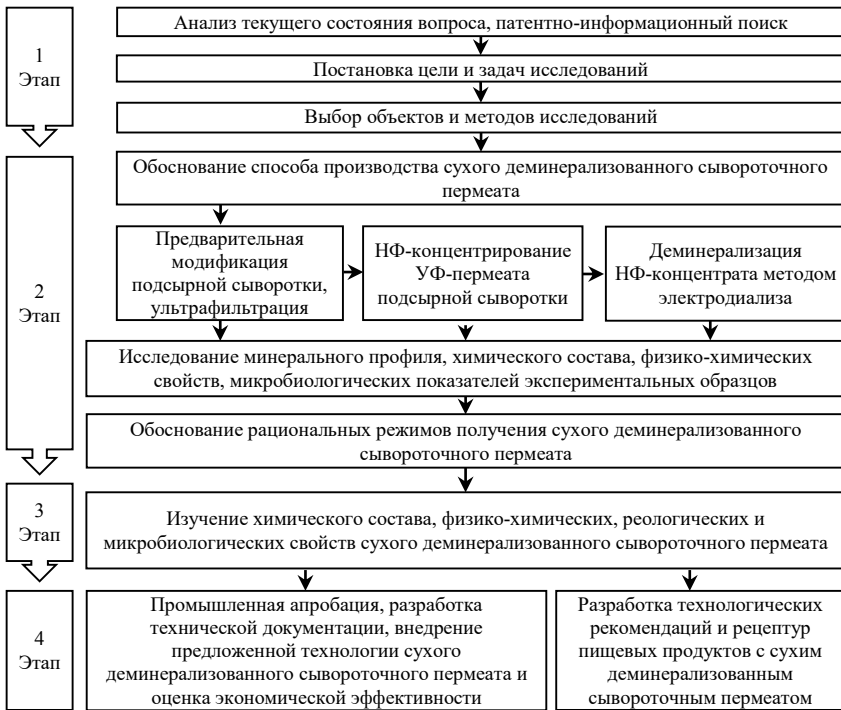 1
Этап
Анализ текущего состояния вопроса, патентно-информационный поиск
Постановка цели и задач исследований
Выбор объектов и методов исследований
2
Этап
Обоснование способа производства сухого деминерализованного сывороточного
пермеата
Предварительная
модификация
подсырной сыворотки,
ультрафильтрация
НФ-концентрирование
УФ-пермеата
подсырной сыворотки
Деминерализация
НФ-концентрата методом
электродиализа
Исследование минерального профиля, химического состава, физико-химических
свойств, микробиологических показателей экспериментальных образцов
Обоснование рациональных режимов получения сухого деминерализованного
сывороточного пермеата
3
Этап
Изучение химического состава, физико-химических, реологических и
микробиологических свойств сухого деминерализованного сывороточного пермеата
4
Этап
Промышленная апробация, разработка
технической документации, внедрение
предложенной технологии сухого
деминерализованного сывороточного пермеата и
оценка экономической эффективности
Разработка технологических
рекомендаций и рецептур
пищевых продуктов с сухим
деминерализованным
сывороточным пермеатом